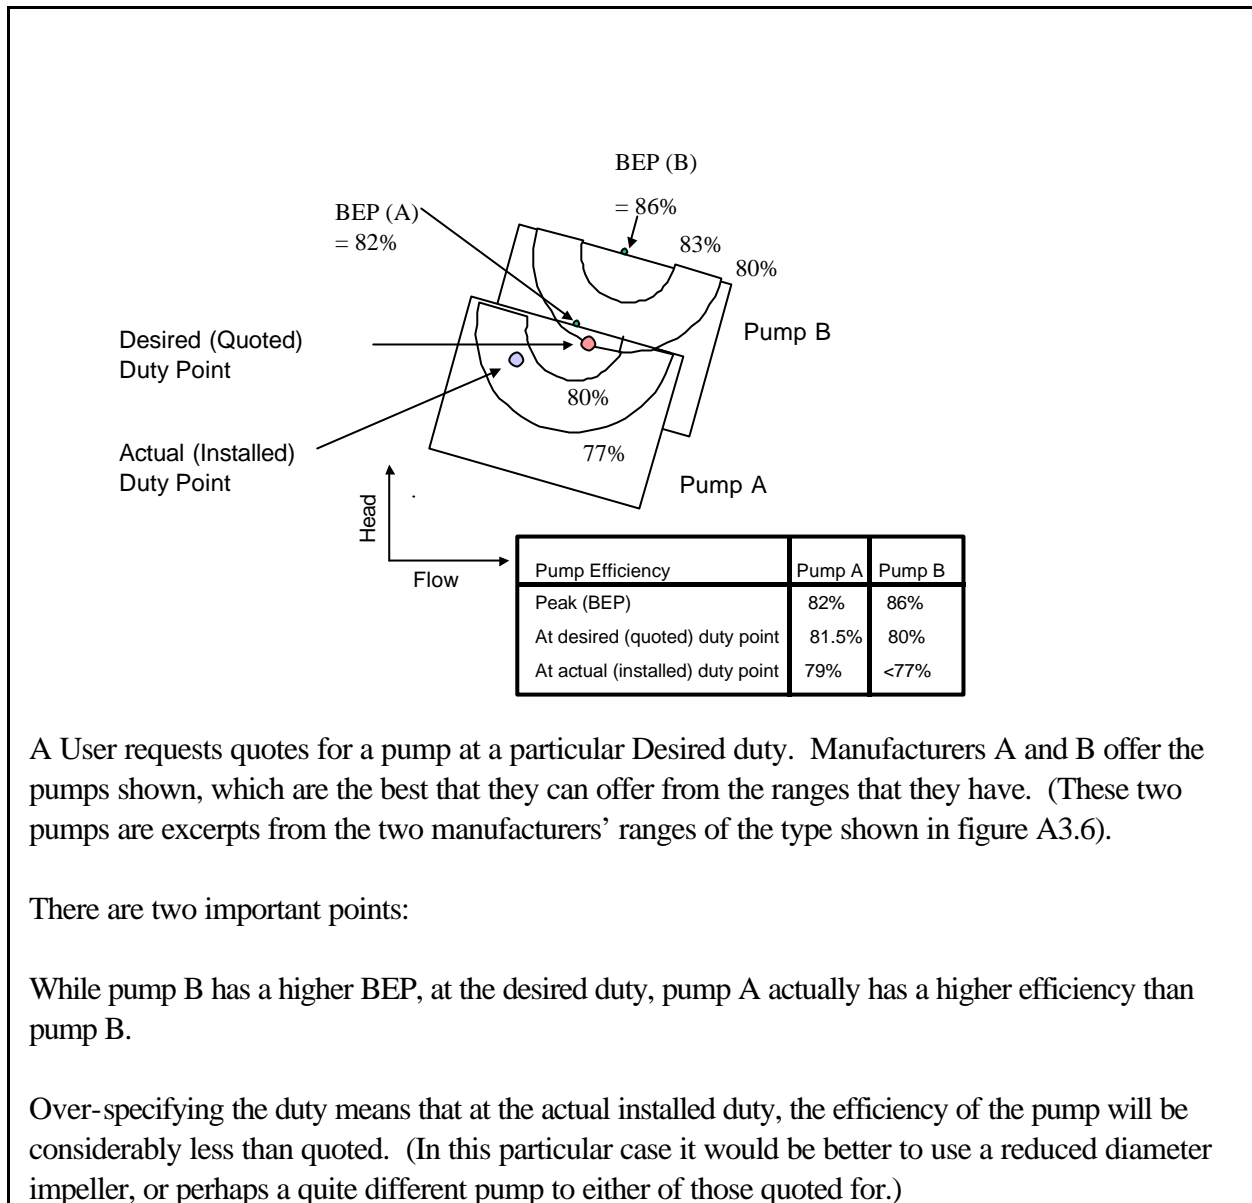 BEP (B)
= 86%
BEP (A)
= 82%
83%
80%
Pump B
Desired (Quoted)
Duty Point
80%
Actual (Installed)
Duty Point
77%
Pump A
Head
Flow
Pump Efficiency Pump A Pump B
Peak (BEP) 82% 86%
At desired (quoted) duty point 81.5% 80%
At actual (installed) duty point 79% <77%
A User requests quotes for a pump at a particular Desired duty. Manufacturers A and B offer the
pumps shown, which are the best that they can offer from the ranges that they have. (These two
pumps are excerpts from the two manufacturers' ranges of the type shown in figure A3.6).
There are two important points:
While pump B has a higher BEP, at the desired duty, pump A actually has a higher efficiency than
pump B.
Over-specifying the duty means that at the actual installed duty, the efficiency of the pump will be
considerably less than quoted. (In this particular case it would be better to use a reduced diameter
impeller, or perhaps a quite different pump to either of those quoted for.)